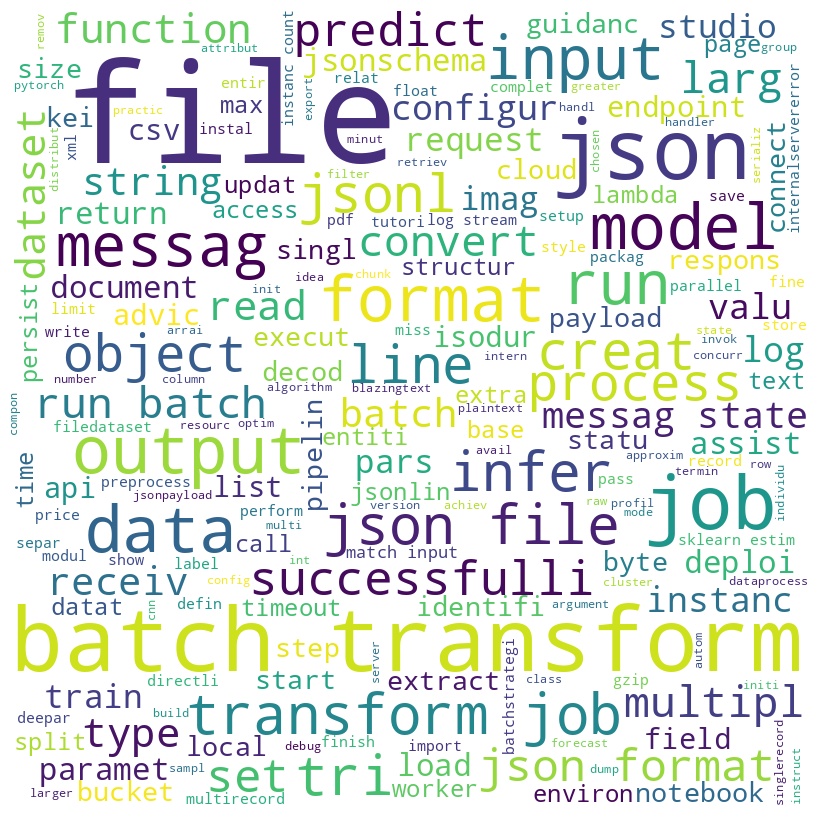 remov
function
attribut
predict
guidanc
studio
size
pytorch
file
instanc count
export
jsonschema
relat
input
page
group
larg
complet
greater
float
entir
kei
practic
csv
max
instal
minut
configur
handl
endpoint
connect
internalservererror
xml
distribut
dataset
string
updat
retriev
request
handler
chosen
json
serializ
filter
jsonl
cloud
lambda
return
access
imag
setup
save
pdf
tutori
log stream
model
messag
singl
convert
style
packag
respons
persist
document
idea
chunk
structur
run
parallel
fine
limit
advic
init
read
format
payload
valu
store
write
arrai
execut
miss
isodur
state
invok
concurr
number
object
column
decod
line
intern
creat
log
algorithm
blazingtext
extra
process
text
compon
run batch
filedataset
resourc
optim
batch
plaintext
base
messag state
entiti
statu
assist
output
pipelin
pars
avail
infer
approxim
record
row
termin
time
api
preprocess
list
jsonlin
pass
individu
jsonpayload
version
achiev
raw
profil
mode
job
price
data
perform
multi
json file
sklearn estim
separ
call
modul
show
match input
byte
deploi
label
int
successfulli
cluster
dataprocess
receiv
config
instanc
datat
cnn
defin
timeout
identifi
argument
batch transform
step
server
autom
directli
start
extract
batchstrategi
class
gzip
initi
train
transform job
multipl
deepar
build
split
type
local
debug
finish
import
forecast
field
singlerecord
instruct
paramet
sampl
set
tri
load
json format
dump
larger
bucket
multirecord
worker
environ
notebook